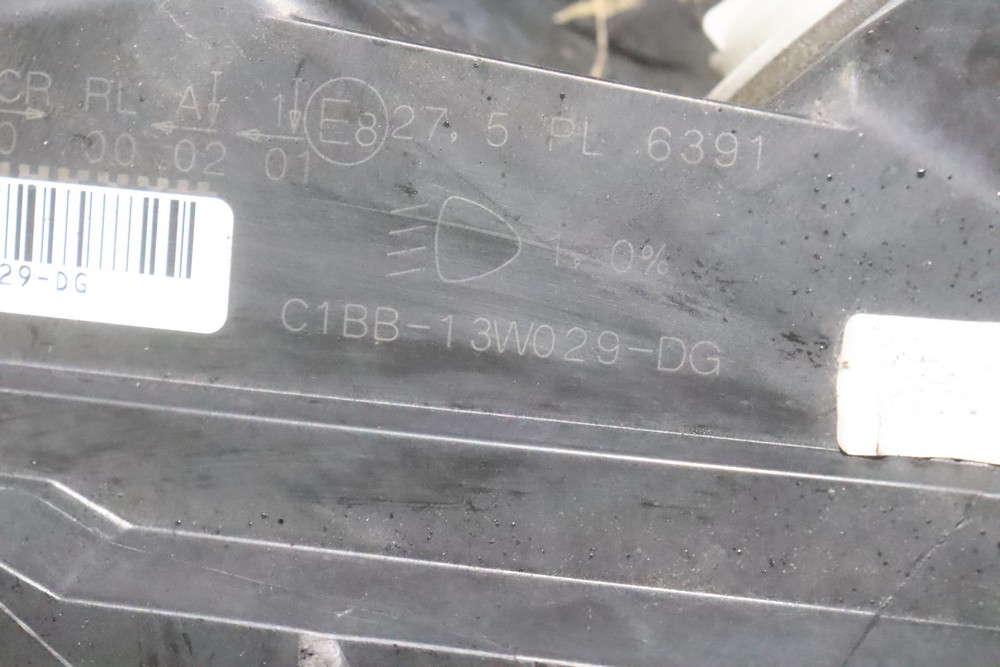 CR RL A 1 E8 27,5 PL 6391
0 00 02 01
1,0%
29-DG
C1BB-13W029-DG